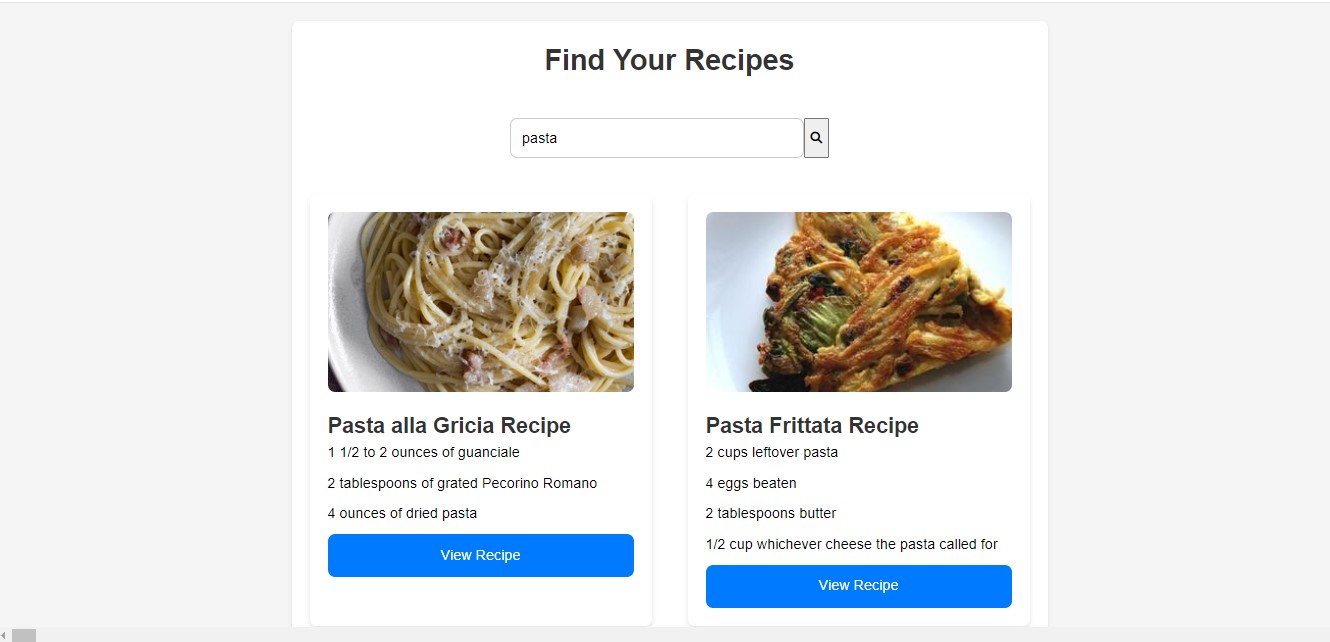 Find Your Recipes
pasta
Pasta alla Gricia Recipe
1 1/2 to 2 ounces of guanciale
2 tablespoons of grated Pecorino Romano
4 ounces of dried pasta
View Recipe
Pasta Frittata Recipe
2 cups leftover pasta
4 eggs beaten
2 tablespoons butter
1/2 cup whichever cheese the pasta called for
View Recipe